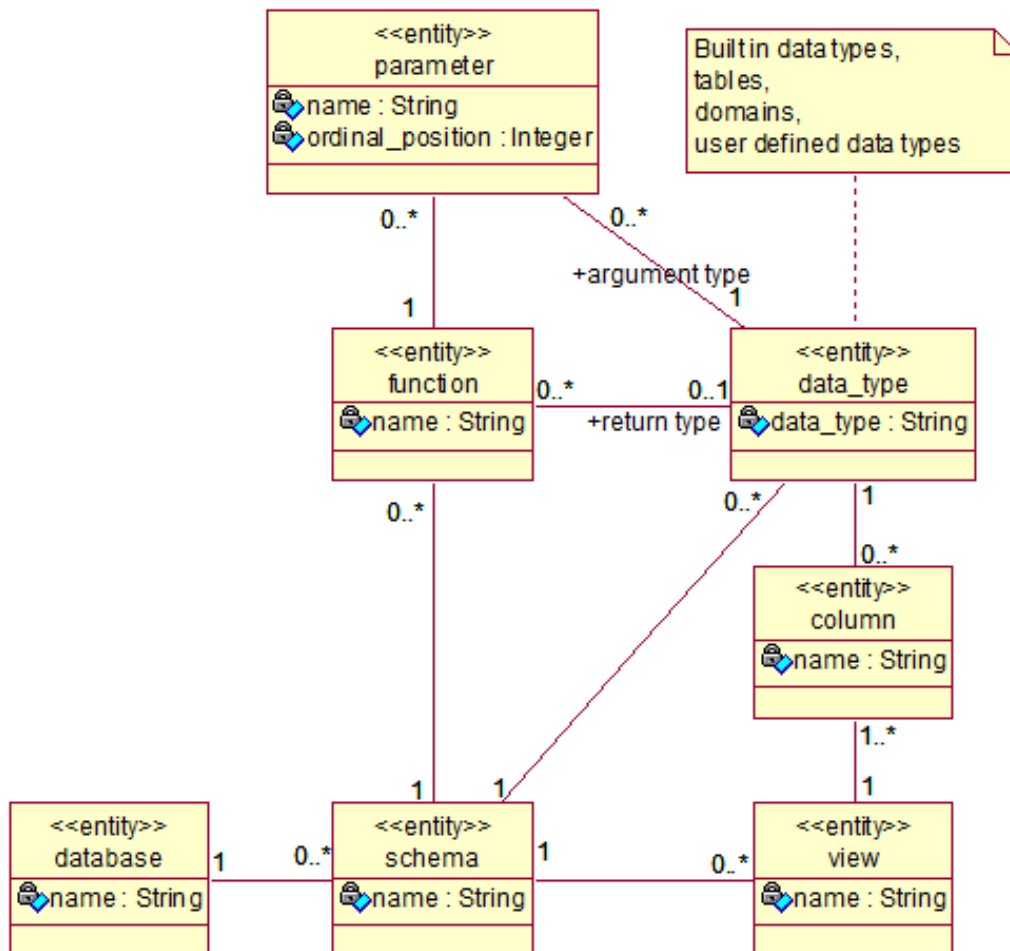 <<entity>>
parameter
name : String
ordinal_position : Integer
Builtin data types,
tables,
domains,
user defined data types
0..*
0..*
+argument type
1
1
<<entity>>
function
name : String
0..*
0..1
+return type
<<entity>>
data_type
data_type : String
0..*
0..*
1
0..*
<<entity>>
column
name : String
1..*
1
1
1
<<entity>>
database
name : String
1
0..*
<<entity>>
schema
name : String
1
0..*
<<entity>>
view
name : String